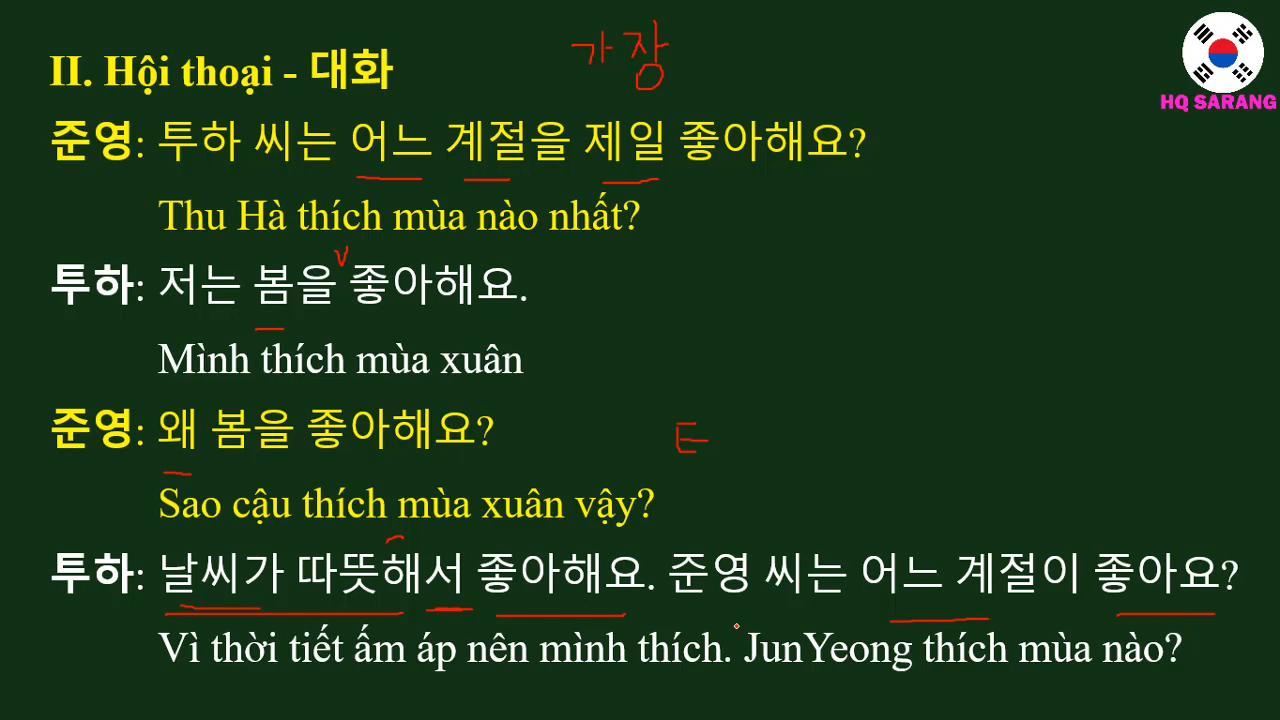 II. Hội thoại - 대화
가장
HQ SARANG
준영: 투하 씨는 어느 계절을 제일 좋아해요?
Thu Hà thích mùa nào nhất?
투하: 저는 봄을 좋아해요.
Mình thích mùa xuân
준영: 왜 봄을 좋아해요?
Sao cậu thích mùa xuân vậy?
투하: 날씨가 따뜻해서 좋아해요. 준영 씨는 어느 계절이 좋아요?
Vì thời tiết ấm áp nên mình thích. JunYeong thích mùa nào?